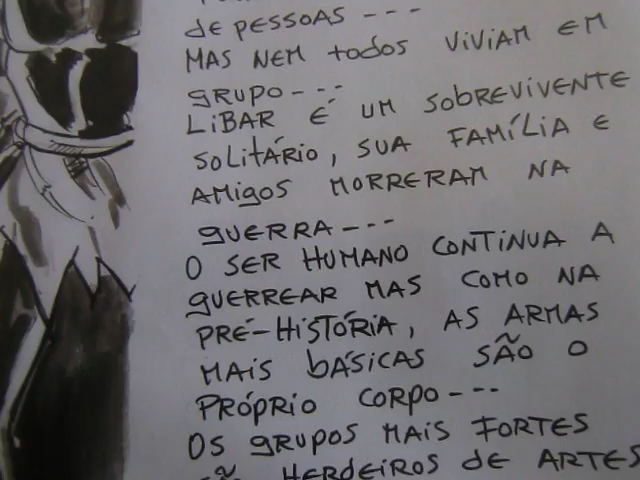 DE PESSOAS ---
MAS NEM TODOS VIVIAM EM
GRUPO---
LIBAR É UM SOBREVIVENTE
SOLITÁRIO, SUA FAMÍLIA E
AMIGOS MORRERAM NA
GUERRA---
O SER HUMANO CONTINUA A
GUERREAR MAS COMO NA
PRÉ-HISTÓRIA, AS ARMAS
MAIS BÁSICAS SÃO O
PRÓPRIO CORPO---
OS GRUPOS MAIS FORTES
SÃO HERDEIROS DE ARTES